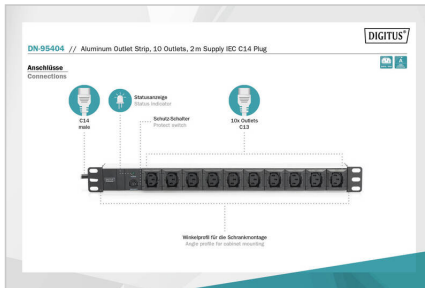 DIGITUS®
DN-95404 // Aluminum Outlet Strip, 10 Outlets, 2 m Supply IEC C14 Plug
Anschlüsse
Connections
Statusanzeige
Status indicator
C14
male
Schutz-Schalter
Protect switch
10x Outlets
C13
Winkelprofil für die Schrankmontage
Angle profile for cabinet mounting